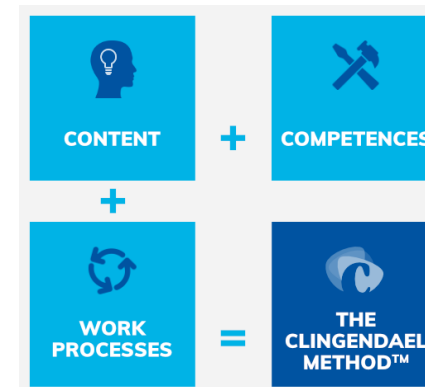 CONTENT
+
COMPETENCES
+
WORK
PROCESSES
=
THE
CLINGENDAEL
METHOD™